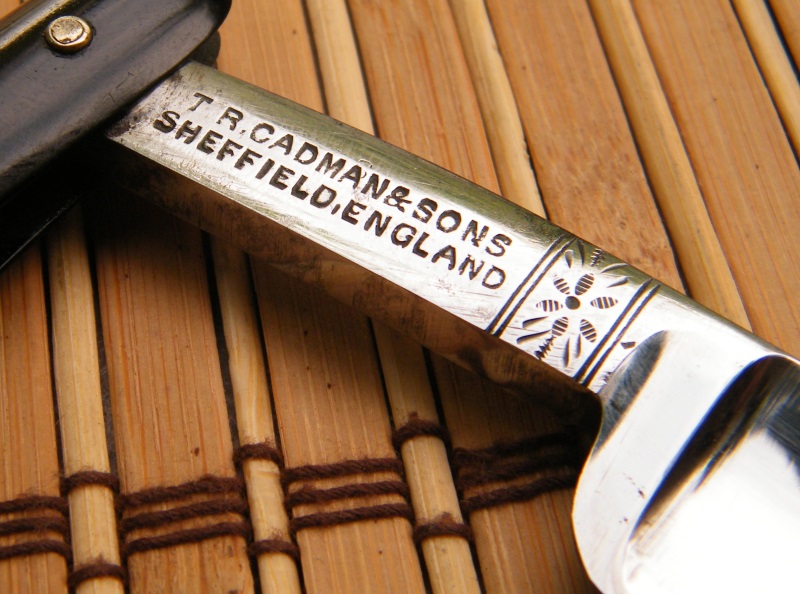 T R. CADMAN & SONS
SHEFFIELD, ENGLAND